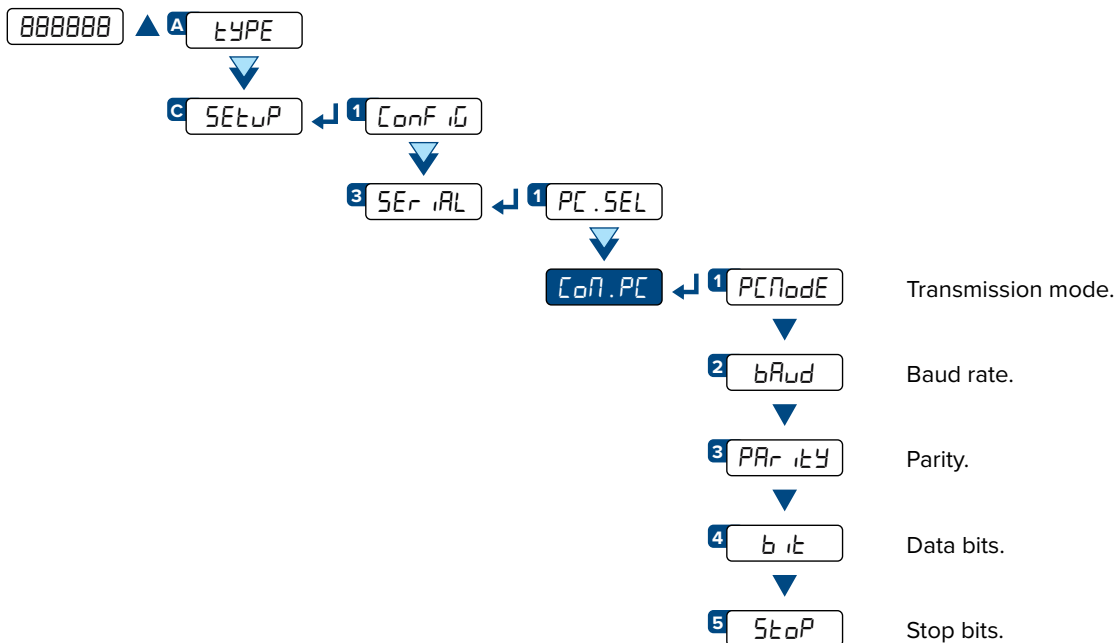 888888 A tYPE
C SEtuP 1 ConFiG
3 SEriAL 1 PC.SEL
CoM.PC 1 PCModE Transmission mode.
2 bAud Baud rate.
3 PAritY Parity.
4 bit Data bits.
5 StoP Stop bits.